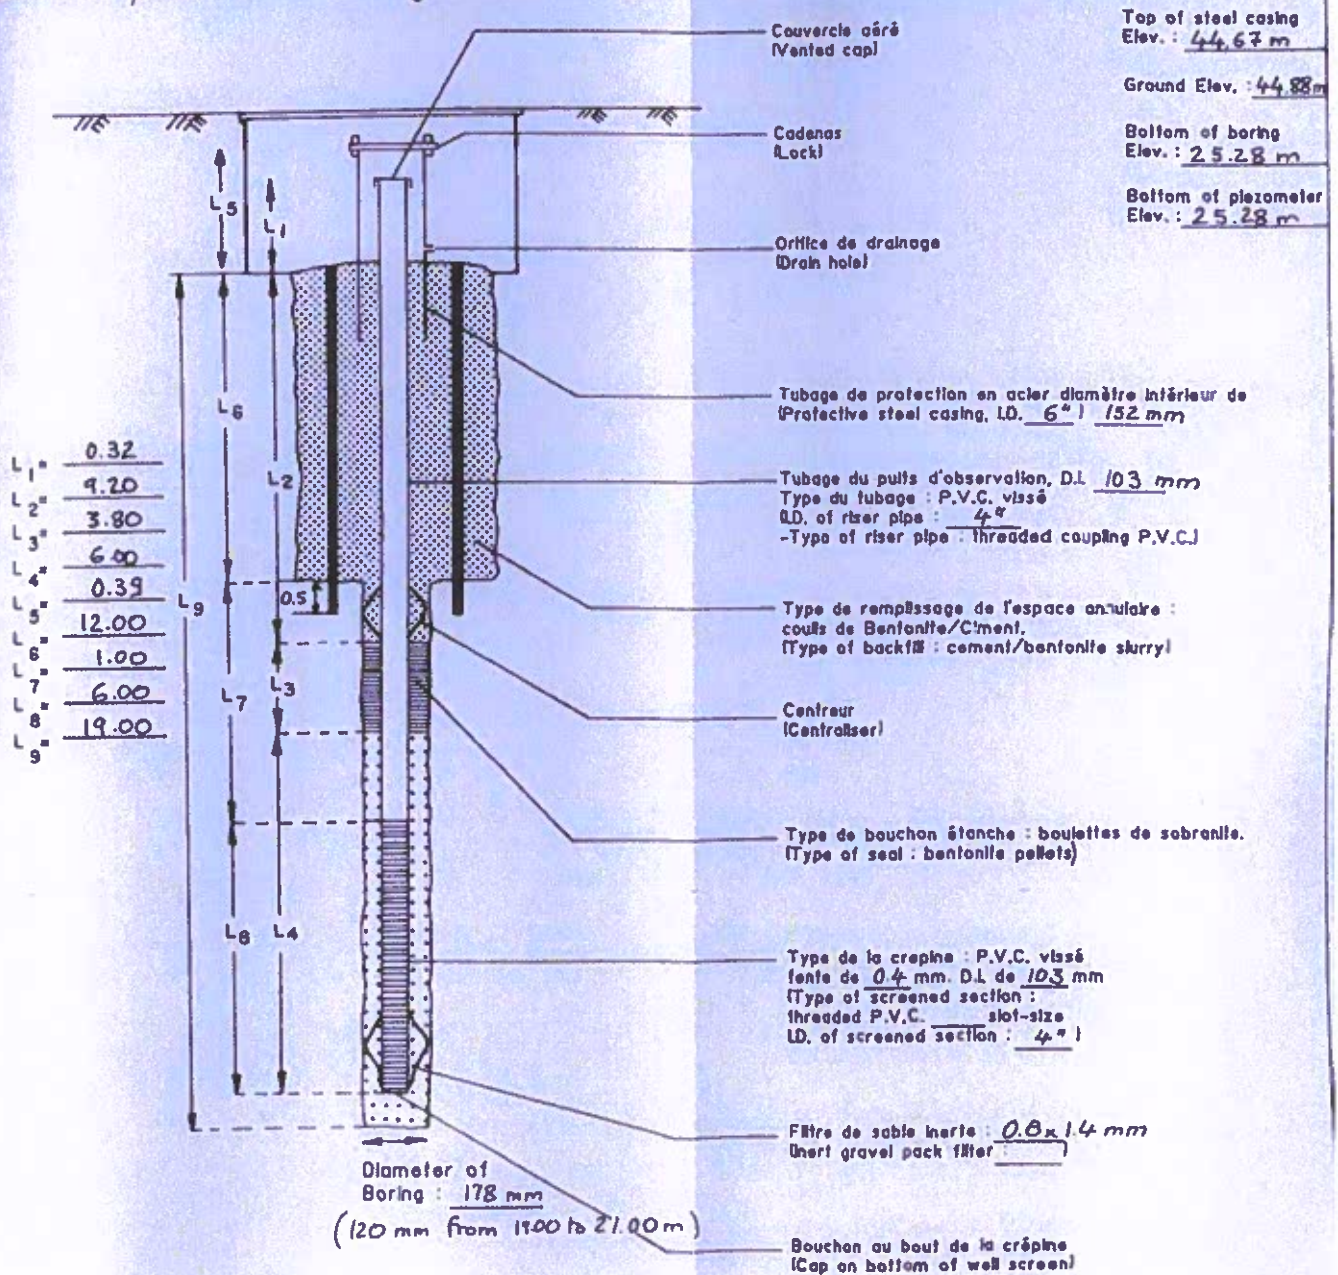 Couvercle aéré
(Vented cap)
Top of steel casing
Elev. : 44,67 m
Ground Elev. : 44.88m
Cadenas
(Lock)
Bottom of boring
Elev. : 25.28 m
Bottom of piezometer
Elev. : 25.28 m
L5
L1
Orifice de drainage
(Drain hole)
L6
L2
Tubage de protection en acier diamètre intérieur de
(Protective steel casing, I.D. 6") 152 mm
L1= 0.32
L2= 9.20
L3= 3.80
L4= 6.00
L5= 0.39
L6= 12.00
L7= 1.00
L8= 6.00
L9= 19.00
Tubage du puits d'observation, D.I. 103 mm
Type du tubage : P.V.C. vissé
(I.D. of riser pipe : 4"
-Type of riser pipe : threaded coupling P.V.C.)
L9
0.5
Type de remplissage de l'espace annulaire :
coulis de Bentonite/Ciment.
(Type of backfill : cement/bentonite slurry)
L7
L3
Centreur
(Centraliser)
Type de bouchon étanche : boulettes de sobranite.
(Type of seal : bentonite pellets)
L8
L4
Type de la crepine : P.V.C. vissé
fente de 0.4 mm. D.I. de 103 mm
(Type of screened section :
threaded P.V.C. slot-size
I.D. of screened section : 4")
Filtre de sable inerte : 0.8 x 1.4 mm
(Inert gravel pack filter : )
Diameter of
Boring : 178 mm
(120 mm from 19.00 to 21.00 m)
Bouchon au bout de la crépine
(Cap on bottom of well screen)